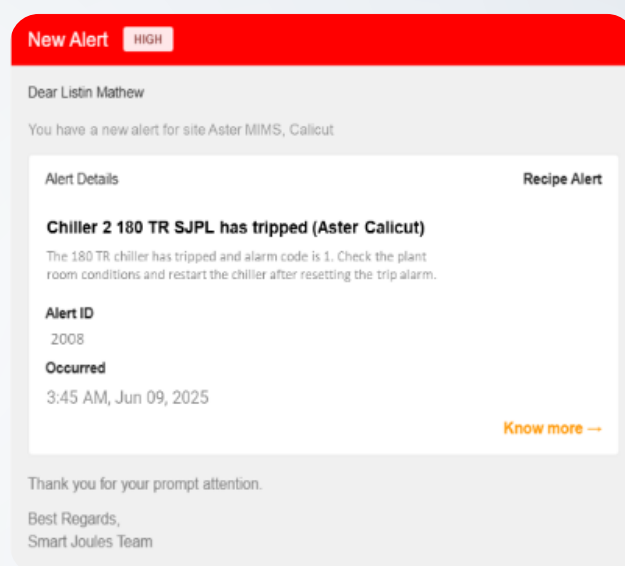 New Alert HIGH
Dear Listin Mathew
You have a new alert for site Aster MIMS, Calicut
Alert Details Recipe Alert
Chiller 2 180 TR SJPL has tripped (Aster Calicut)
The 180 TR chiller has tripped and alarm code is 1. Check the plant
room conditions and restart the chiller after resetting the trip alarm.
Alert ID
2008
Occurred
3:45 AM, Jun 09, 2025
Know more →
Thank you for your prompt attention.
Best Regards,
Smart Joules Team